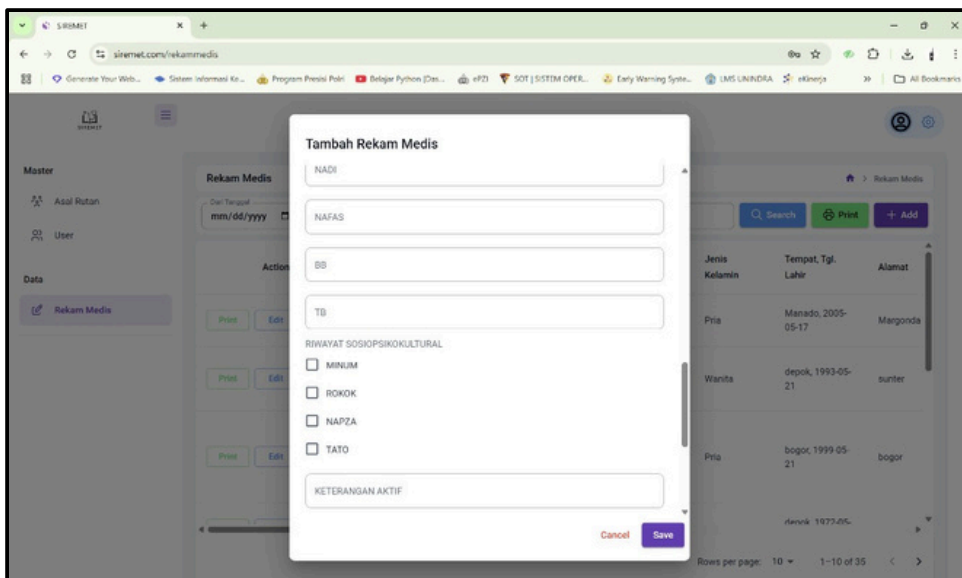 SIREMET
siremet.com/rekammedis
Generate Your Web... Sistem Informasi Ke... Program Presisi Polri Belajar Python [Das... ePZI SOT | SISTEM OPER... Early Warning Syste... LMS UNINDRA eKinerja All Bookmarks
SIREMET
Master
Asal Rutan
User
Data
Rekam Medis
Rekam Medis
Rekam Medis
Dari Tanggal
mm/dd/yyyy
Search
Print
+ Add
Action
Jenis Kelamin
Tempat, Tgl. Lahir
Alamat
Print Edit
Pria
Manado, 2005-05-17
Margonda
Print Edit
Wanita
depok, 1993-05-21
sunter
Print Edit
Pria
bogor, 1999-05-21
bogor
depok, 1972-05-
Rows per page: 10 1–10 of 35
Tambah Rekam Medis
NADI
NAFAS
BB
TB
RIWAYAT SOSIOPSIKOKULTURAL
MINUM
ROKOK
NAPZA
TATO
KETERANGAN AKTIF
Cancel
Save